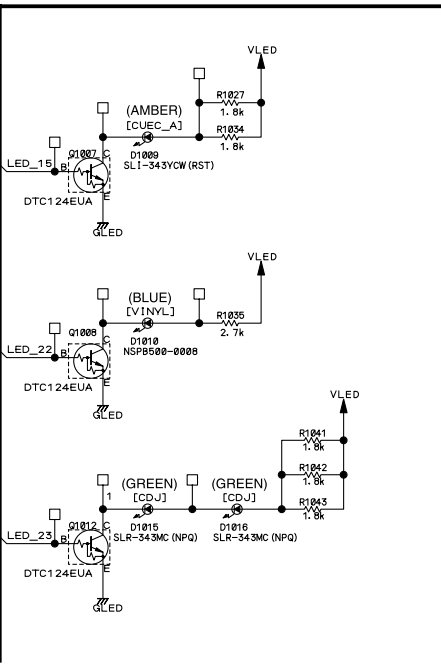 VLED
R1027
1.8k
(AMBER)
[CUEC_A]
R1034
1.8k
LED_15
Q1007
C
B
E
D1009
SLI-343YCW(RST)
DTC124EUA
GLED
VLED
(BLUE)
[VINYL]
R1035
2.7k
LED_22
Q1008
C
B
E
D1010
NSPB500-0008
DTC124EUA
GLED
VLED
R1041
1.8k
R1042
1.8k
(GREEN)
[CDJ]
(GREEN)
[CDJ]
R1043
1.8k
1
LED_23
Q1012
C
B
E
D1015
SLR-343MC(NPQ)
D1016
SLR-343MC(NPQ)
DTC124EUA
GLED